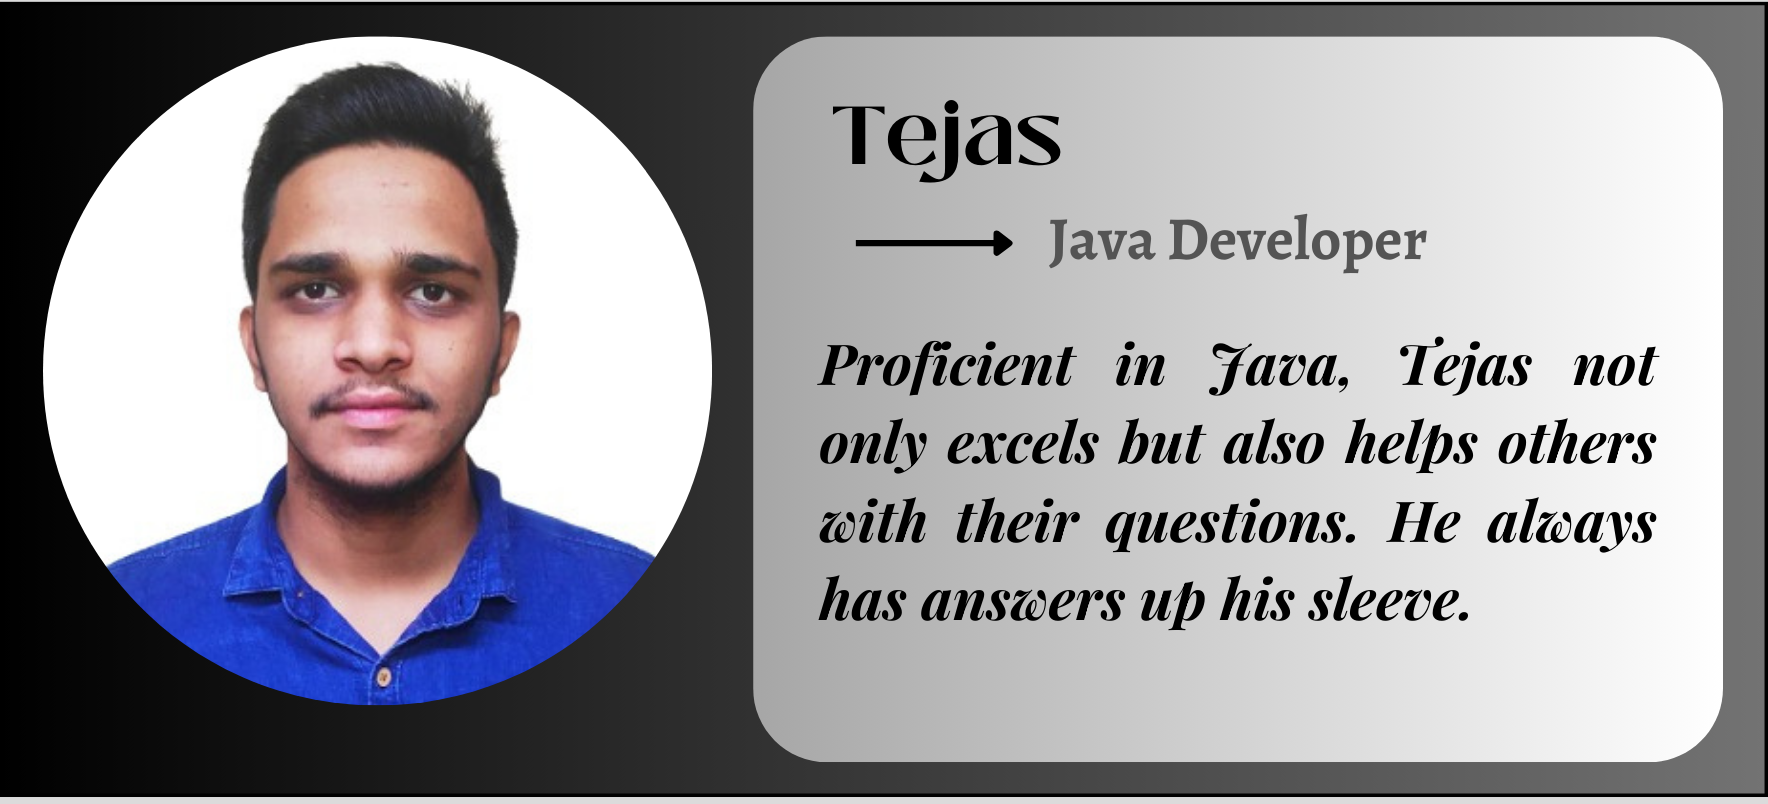 Tejas
Java Developer
Proficient in Java, Tejas not
only excels but also helps others
with their questions. He always
has answers up his sleeve.